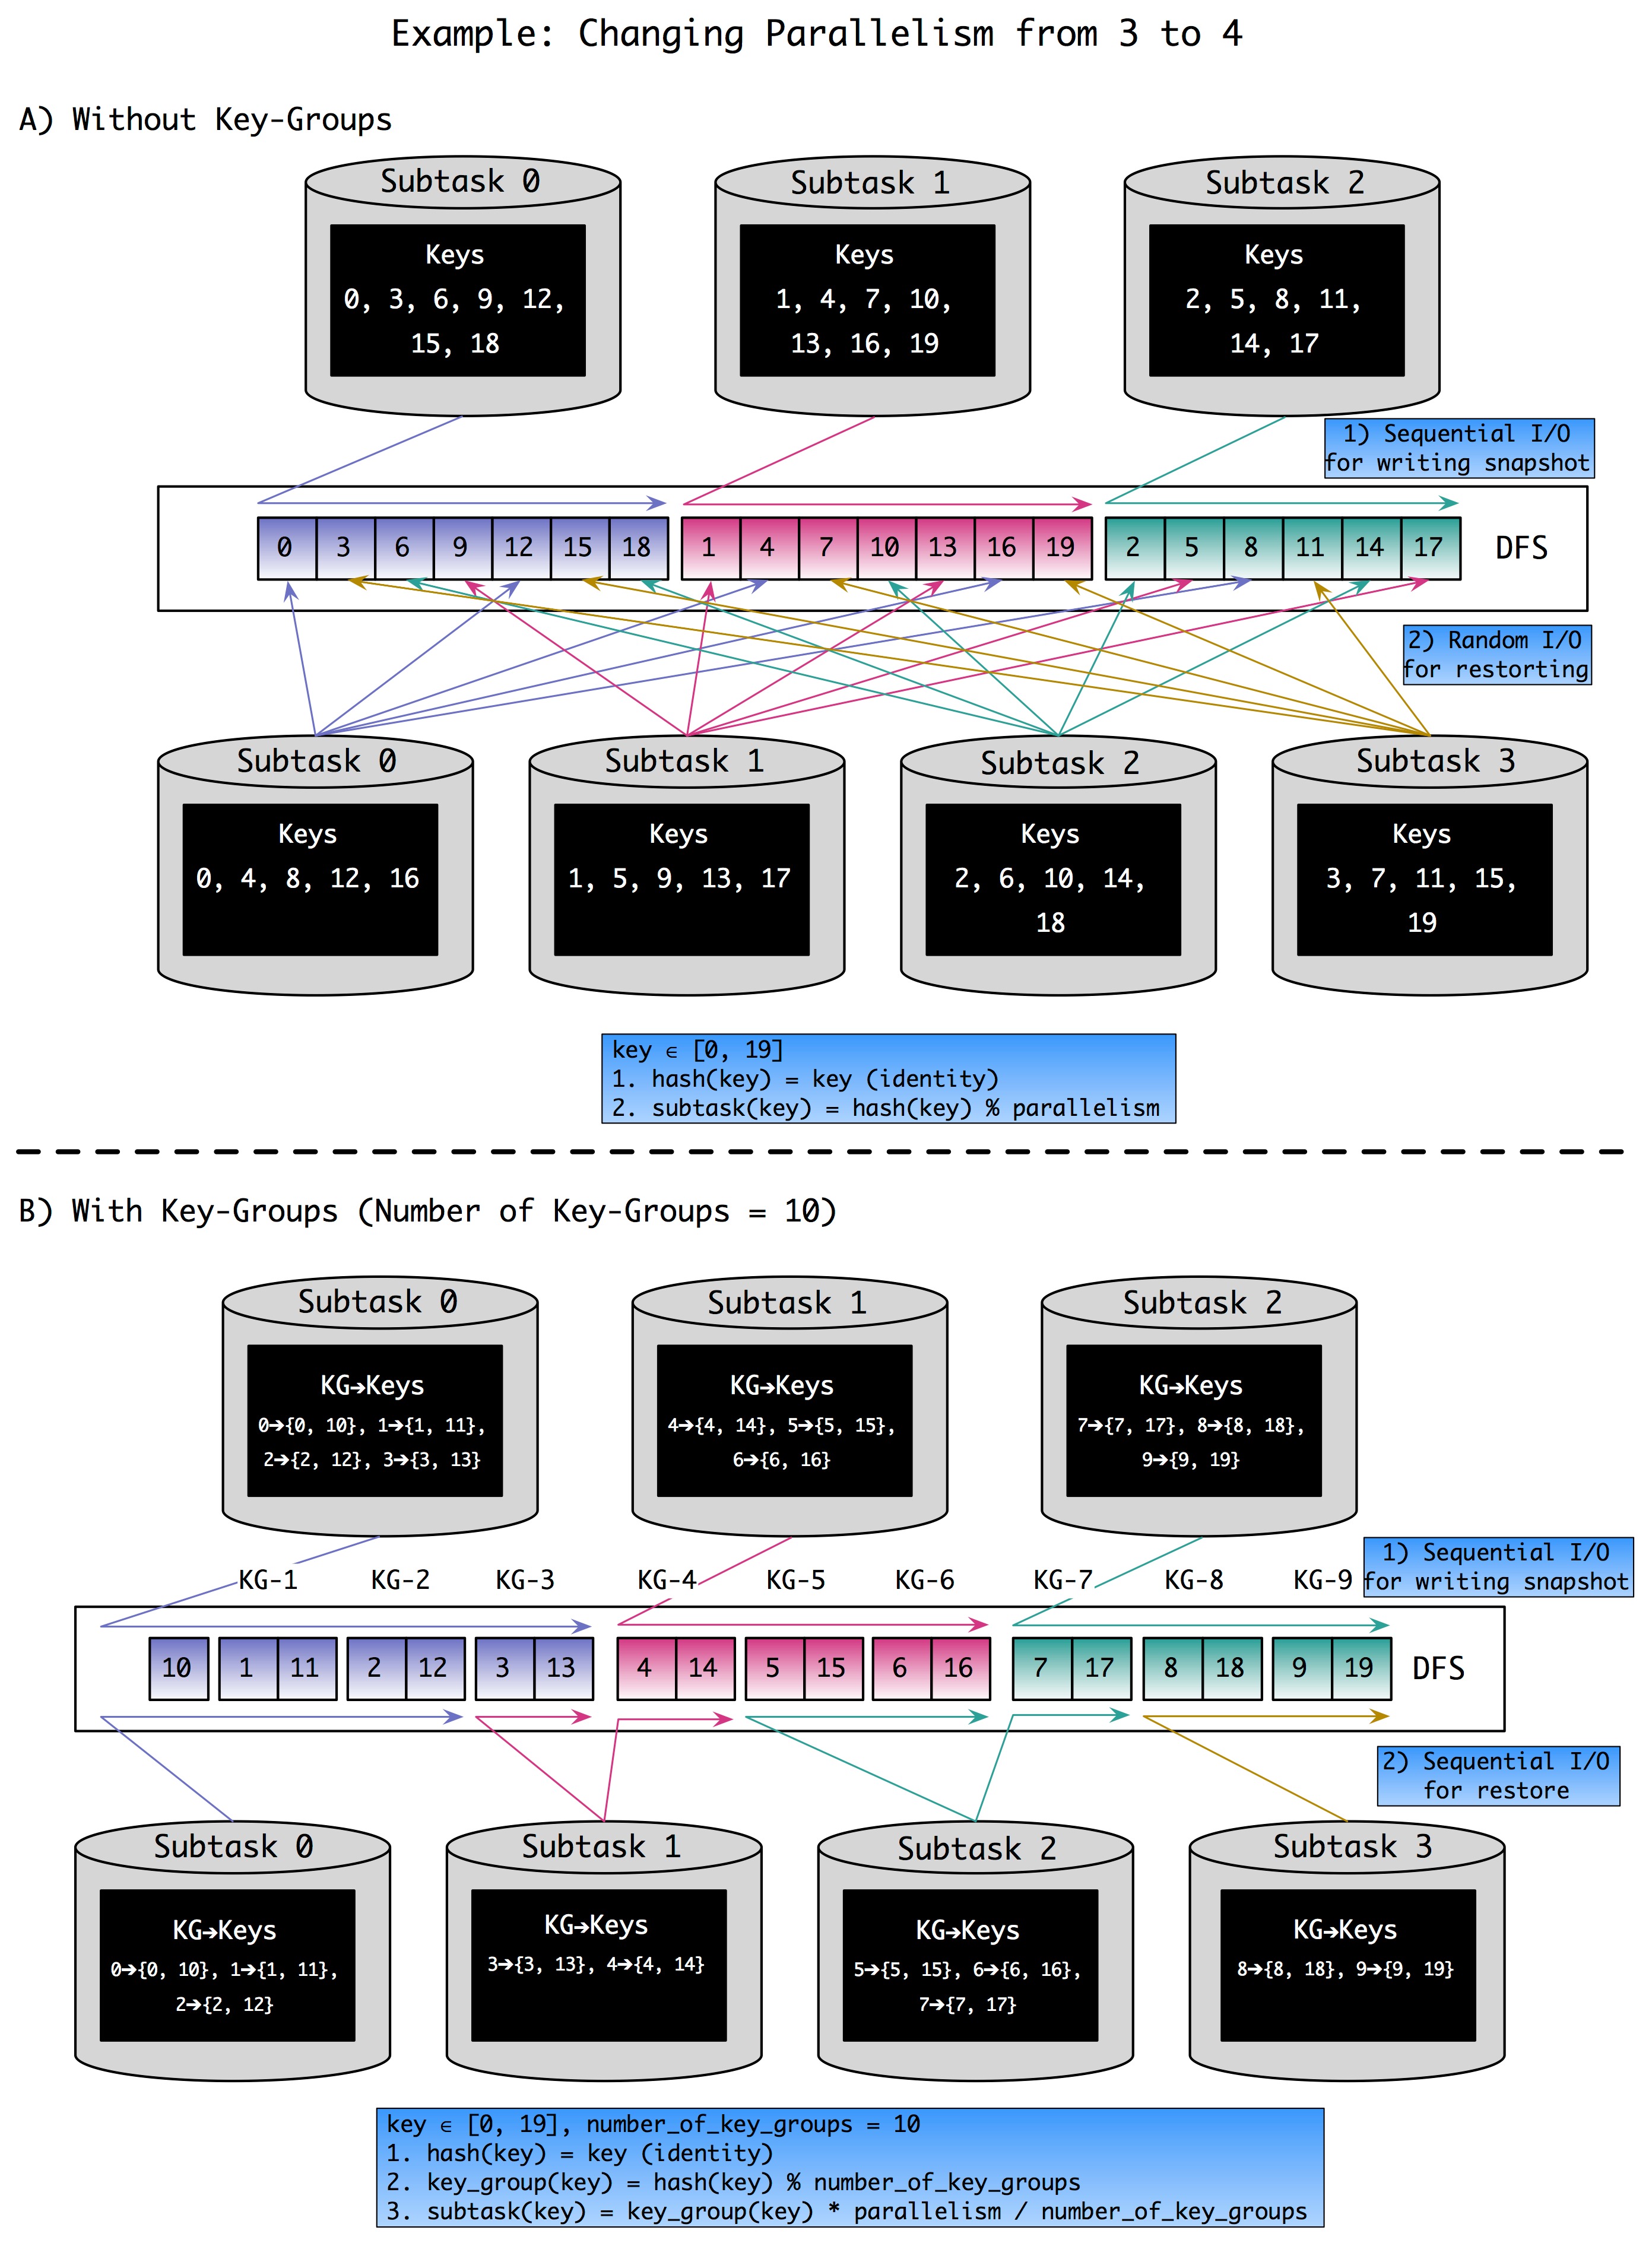 Example: Changing Parallelism from 3 to 4
A) Without Key-Groups
Subtask 0
Keys
0, 3, 6, 9, 12,
15, 18
Subtask 1
Keys
1, 4, 7, 10,
13, 16, 19
Subtask 2
Keys
2, 5, 8, 11,
14, 17
1) Sequential I/O
for writing snapshot
0 3 6 9 12 15 18 1 4 7 10 13 16 19 2 5 8 11 14 17 DFS
2) Random I/O
for restorting
Subtask 0
Keys
0, 4, 8, 12, 16
Subtask 1
Keys
1, 5, 9, 13, 17
Subtask 2
Keys
2, 6, 10, 14,
18
Subtask 3
Keys
3, 7, 11, 15,
19
key ∈ [0, 19]
1. hash(key) = key (identity)
2. subtask(key) = hash(key) % parallelism
B) With Key-Groups (Number of Key-Groups = 10)
Subtask 0
KG➔Keys
0➔{0, 10}, 1➔{1, 11},
2➔{2, 12}, 3➔{3, 13}
Subtask 1
KG➔Keys
4➔{4, 14}, 5➔{5, 15},
6➔{6, 16}
Subtask 2
KG➔Keys
7➔{7, 17}, 8➔{8, 18},
9➔{9, 19}
1) Sequential I/O
for writing snapshot
KG-1 KG-2 KG-3 KG-4 KG-5 KG-6 KG-7 KG-8 KG-9
10 1 11 2 12 3 13 4 14 5 15 6 16 7 17 8 18 9 19 DFS
2) Sequential I/O
for restore
Subtask 0
KG➔Keys
0➔{0, 10}, 1➔{1, 11},
2➔{2, 12}
Subtask 1
KG➔Keys
3➔{3, 13}, 4➔{4, 14}
Subtask 2
KG➔Keys
5➔{5, 15}, 6➔{6, 16},
7➔{7, 17}
Subtask 3
KG➔Keys
8➔{8, 18}, 9➔{9, 19}
key ∈ [0, 19], number_of_key_groups = 10
1. hash(key) = key (identity)
2. key_group(key) = hash(key) % number_of_key_groups
3. subtask(key) = key_group(key) * parallelism / number_of_key_groups